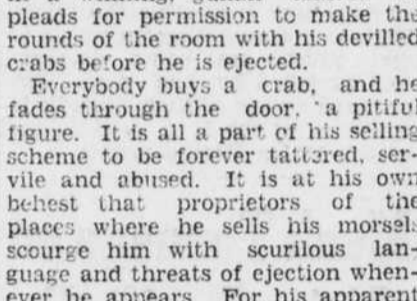 pleads for permission to make the
rounds of the room with his devilled
crabs before he is ejected.
Everybody buys a crab, and he
fades through the door, a pitiful
figure. It is all a part of his selling
scheme to be forever tattered, ser-
vile and abused. It is at his own
behest that proprietors of the
places where he sells his morsels
scourge him with scurilous lan-
guage and threats of ejection when-
ever he appears. For his apparent